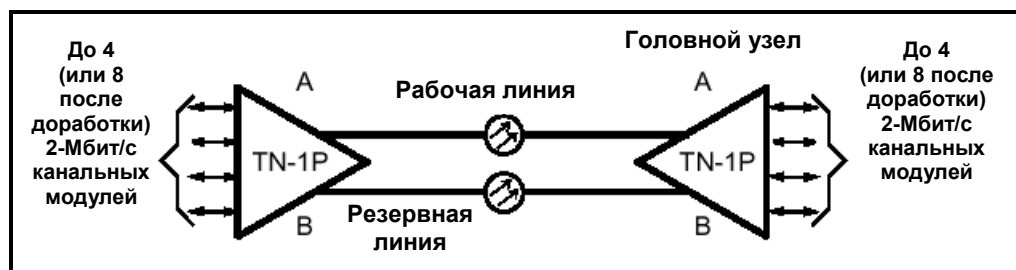 До 4
(или 8
после
доработки)
2-Мбит/с
канальных
модулей
A
TN-1P
B
Рабочая линия
Резервная
линия
Головной узел
A
TN-1P
B
До 4
(или 8 после
доработки)
2-Мбит/с
канальных
модулей